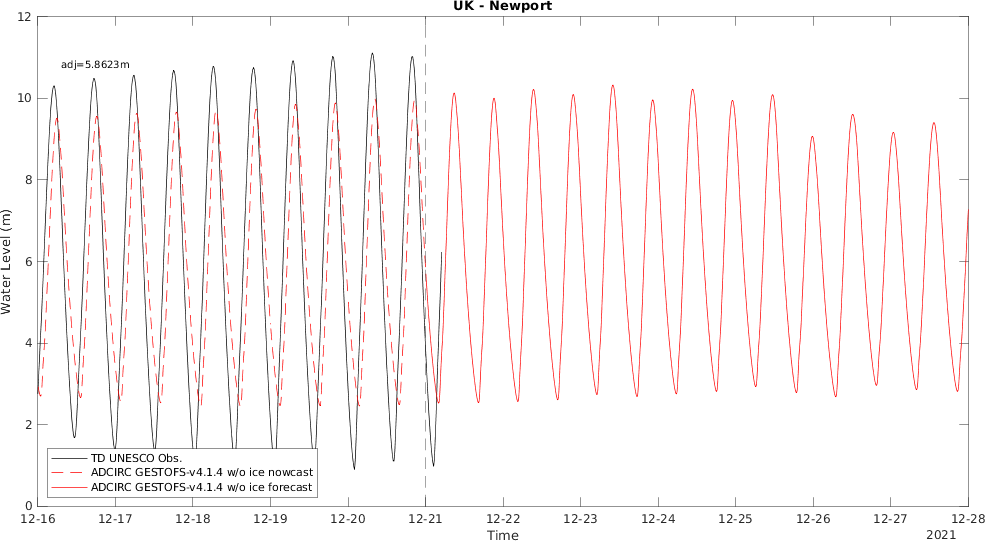 UK - Newport
adj=5.8623m
12
10
8
6
4
2
0
Water Level (m)
TD UNESCO Obs.
ADCIRC GESTOFS-v4.1.4 w/o ice nowcast
ADCIRC GESTOFS-v4.1.4 w/o ice forecast
12-16 12-17 12-18 12-19 12-20 12-21 12-22 12-23 12-24 12-25 12-26 12-27 12-28
Time
2021